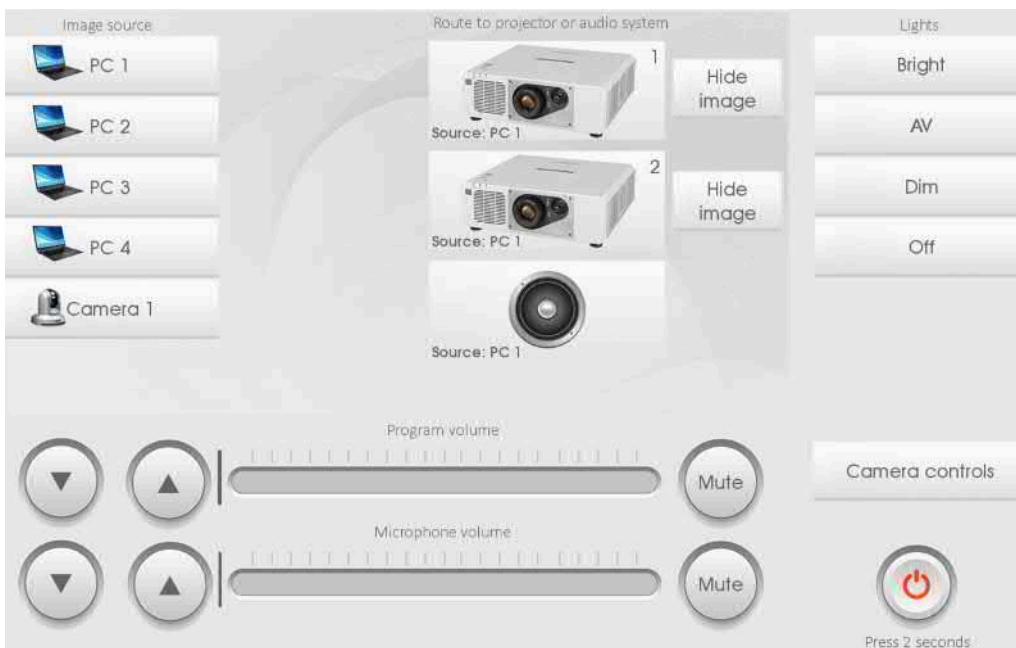 Image source
PC 1
PC 2
PC 3
PC 4
Camera 1
Route to projector or audio system
1
Hide
image
Source: PC 1
2
Hide
image
Source: PC 1
Source: PC 1
Lights
Bright
AV
Dim
Off
Program volume
Mute
Microphone volume
Mute
Camera controls
Press 2 seconds